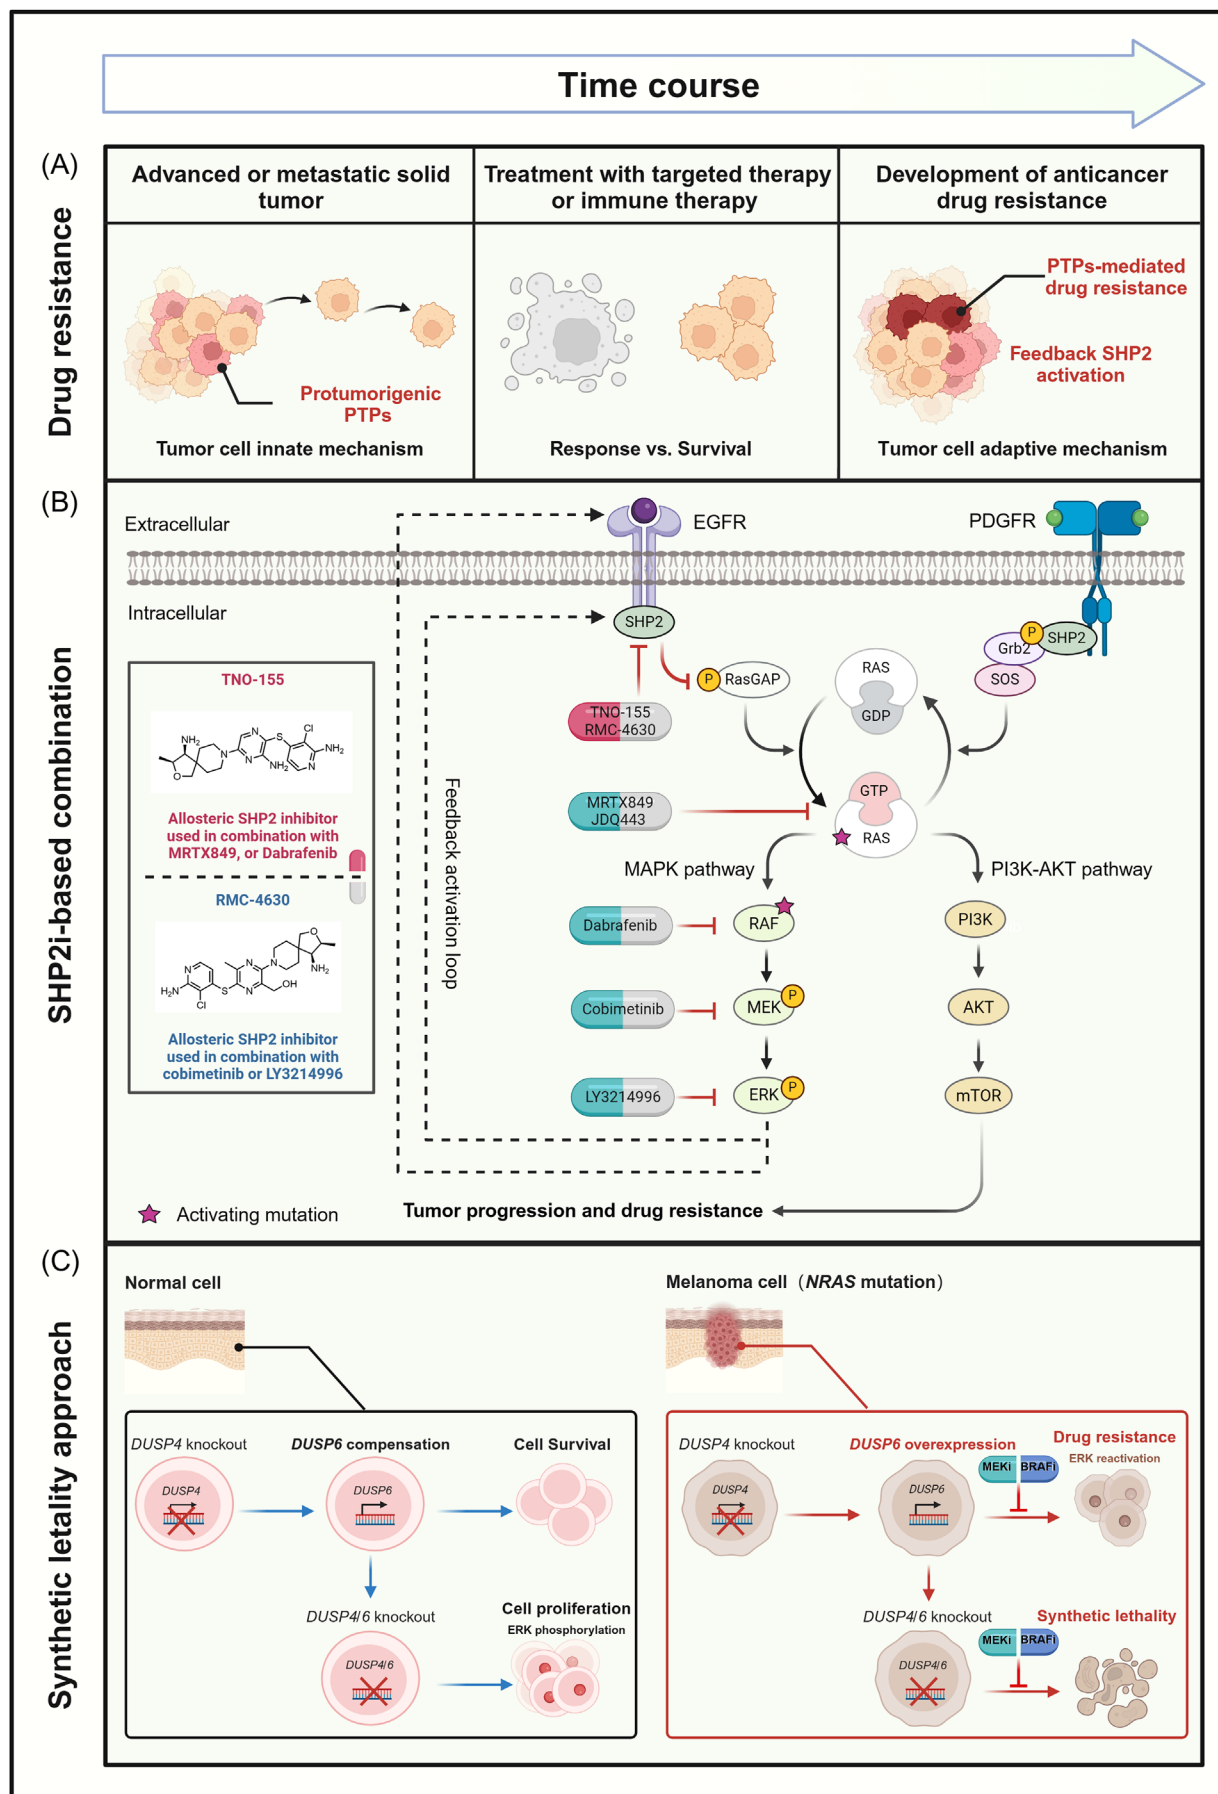 Time course
(A)
Drug resistance
Advanced or metastatic solid
tumor
Treatment with targeted therapy
or immune therapy
Development of anticancer
drug resistance
Protumorigenic
PTPs
Tumor cell innate mechanism
Response vs. Survival
PTPs-mediated
drug resistance
Feedback SHP2
activation
Tumor cell adaptive mechanism
(B)
SHP2i-based combination
Extracellular
Intracellular
EGFR
SHP2
PDGFR
P
SHP2
Grb2
SOS
P
RasGAP
RAS
GDP
GTP
RAS
TNO-155
RMC-4630
MRTX849
JDQ443
TNO-155
NH2
O
N
N
N
NH2
S
Cl
NH2
N
Allosteric SHP2 inhibitor
used in combination with
MRTX849, or Dabrafenib
RMC-4630
O
NH2
N
N
N
OH
S
N
H2N
Cl
Allosteric SHP2 inhibitor
used in combination with
cobimetinib or LY3214996
Feedback activation loop
MAPK pathway
PI3K-AKT pathway
Dabrafenib
RAF
PI3K
Cobimetinib
MEK
P
AKT
LY3214996
ERK
P
mTOR
Activating mutation
Tumor progression and drug resistance
(C)
Synthetic letality approach
Normal cell
DUSP4 knockout
DUSP4
DUSP6 compensation
DUSP6
Cell Survival
DUSP4/6 knockout
DUSP4/6
Cell proliferation
ERK phosphorylation
Melanoma cell (NRAS mutation)
DUSP4 knockout
DUSP4
DUSP6 overexpression
DUSP6
MEKi
BRAFi
Drug resistance
ERK reactivation
DUSP4/6 knockout
DUSP4/6
MEKi
BRAFi
Synthetic lethality